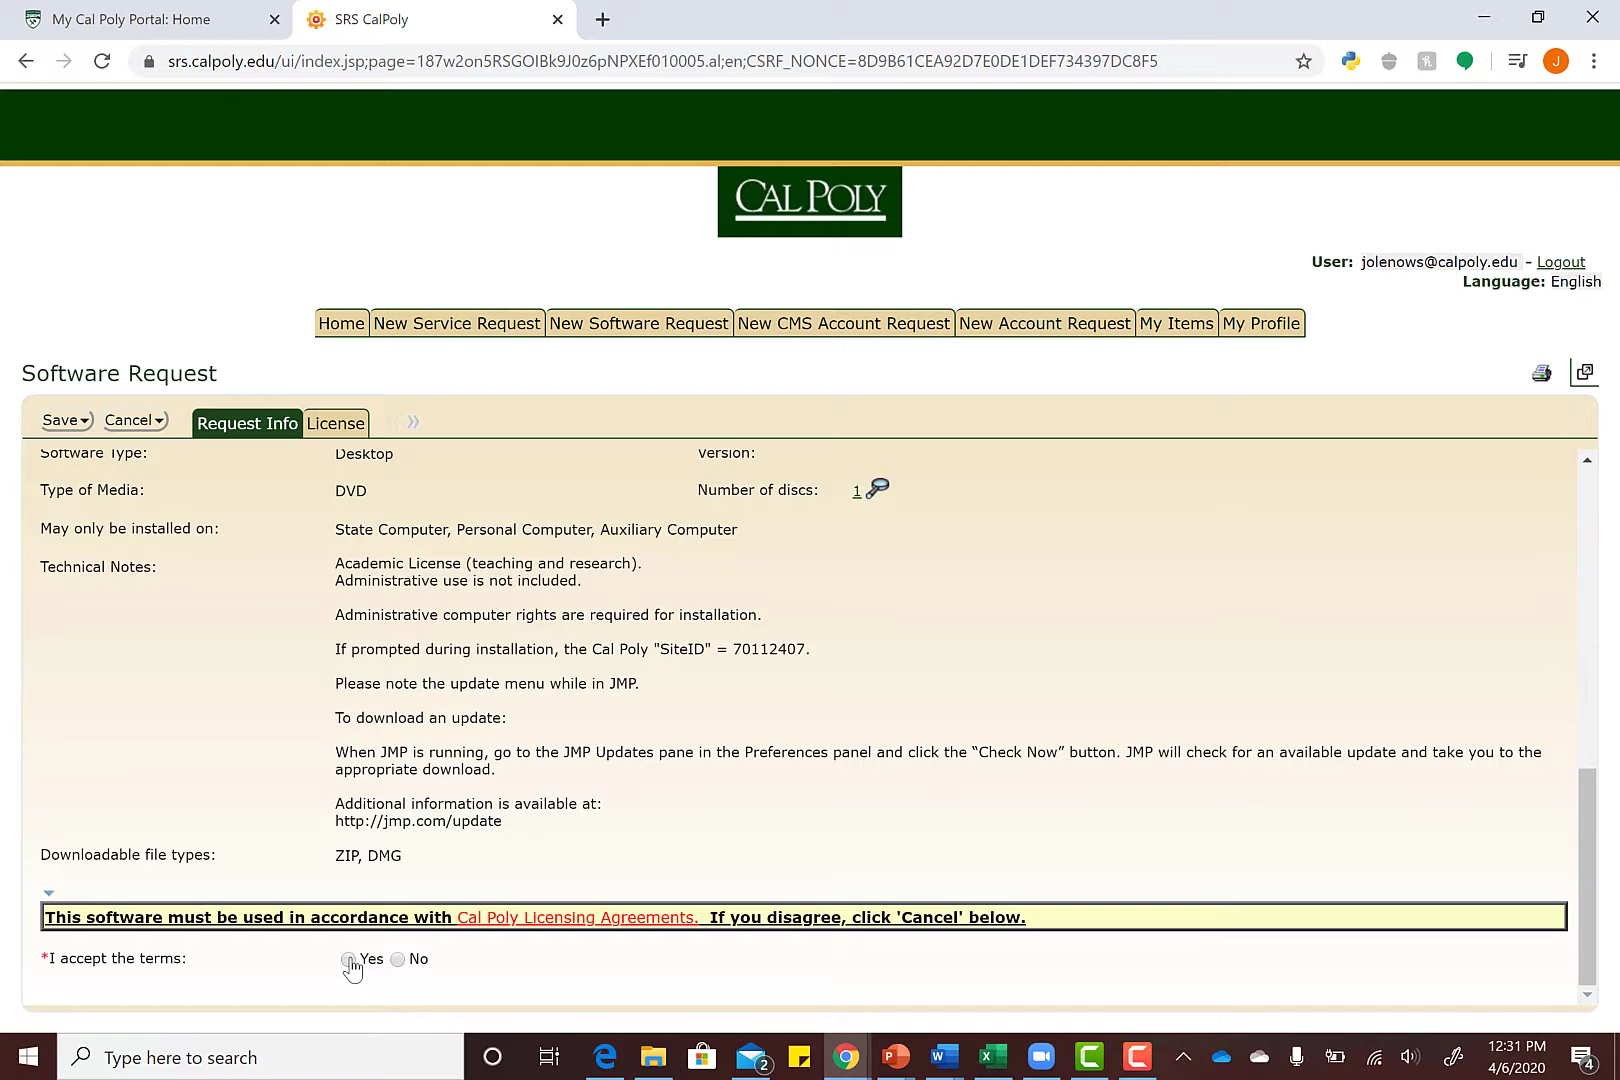 My Cal Poly Portal: Home
SRS CalPoly
srs.calpoly.edu/ui/index.jsp;page=187w2on5RSGOIBk9J0z6pNPXEf010005.al;en;CSRF_NONCE=8D9B61CEA92D7E0DE1DEF734397DC8F5
J
CAL POLY
User: jolenows@calpoly.edu - Logout
Language: English
Home New Service Request New Software Request New CMS Account Request New Account Request My Items My Profile
Software Request
Save Cancel Request Info License
Software Type: Desktop Version:
Type of Media: DVD Number of discs: 1
May only be installed on: State Computer, Personal Computer, Auxiliary Computer
Technical Notes: Academic License (teaching and research).
Administrative use is not included.
Administrative computer rights are required for installation.
If prompted during installation, the Cal Poly "SiteID" = 70112407.
Please note the update menu while in JMP.
To download an update:
When JMP is running, go to the JMP Updates pane in the Preferences panel and click the “Check Now” button. JMP will check for an available update and take you to the
appropriate download.
Additional information is available at:
http://jmp.com/update
Downloadable file types: ZIP, DMG
This software must be used in accordance with Cal Poly Licensing Agreements. If you disagree, click 'Cancel' below.
*I accept the terms: Yes No
Type here to search
2
12:31 PM
4/6/2020
4